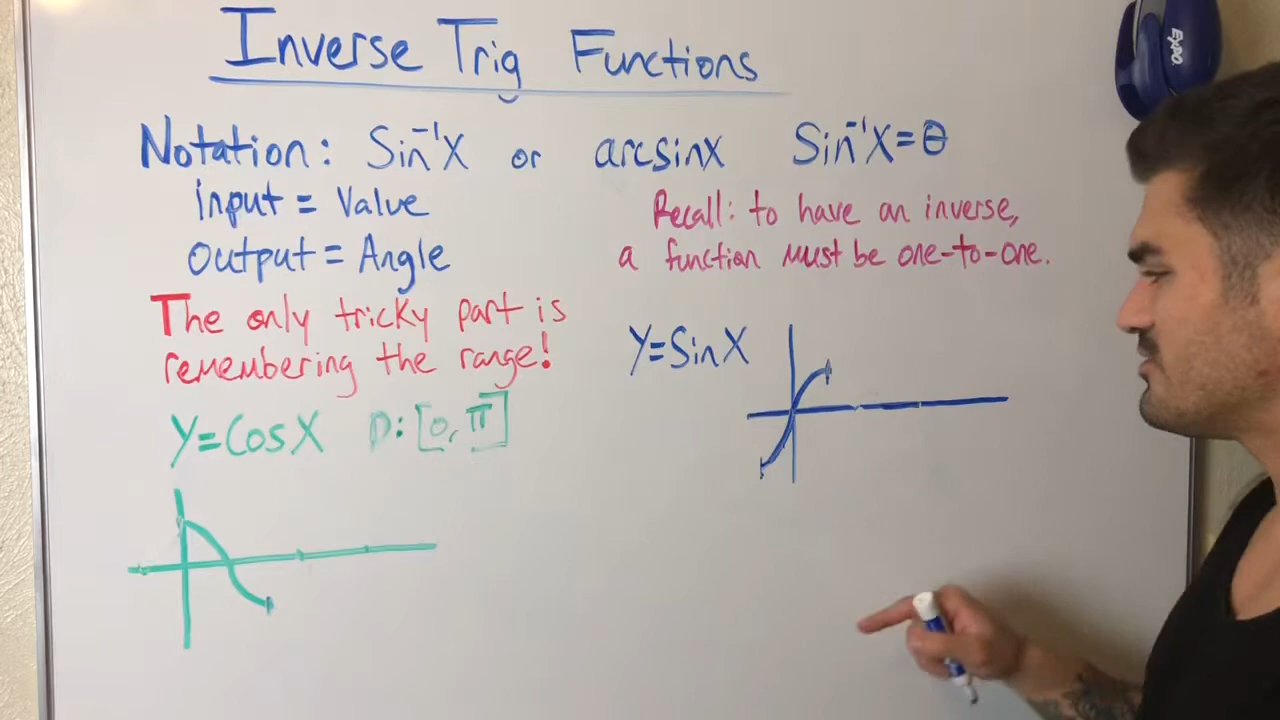 Inverse Trig Functions
Notation: Sin⁻¹X or arcsinx Sin⁻¹X=θ
input = Value
output = Angle
Recall: to have an inverse,
a function must be one-to-one.
The only tricky part is
remembering the range!
Y=SinX
Y=CosX D: [0, π]
EXPO